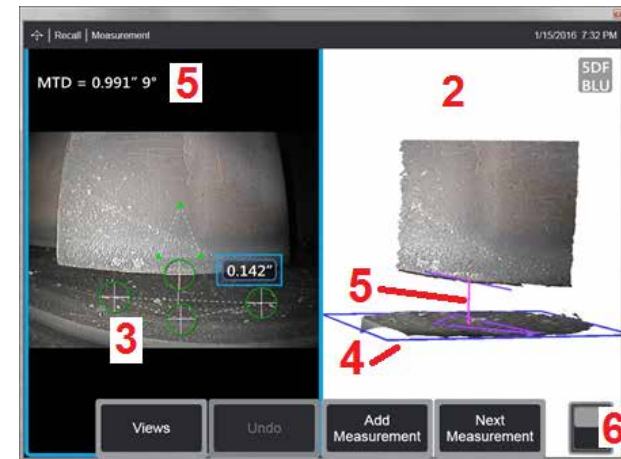 Recall | Measurement
1/15/2016 7:32 PM
MTD = 0.991" 9°
5
2
5DF
BLU
0.142"
3
5
4
Views
Undo
Add
Measurement
Next
Measurement
6